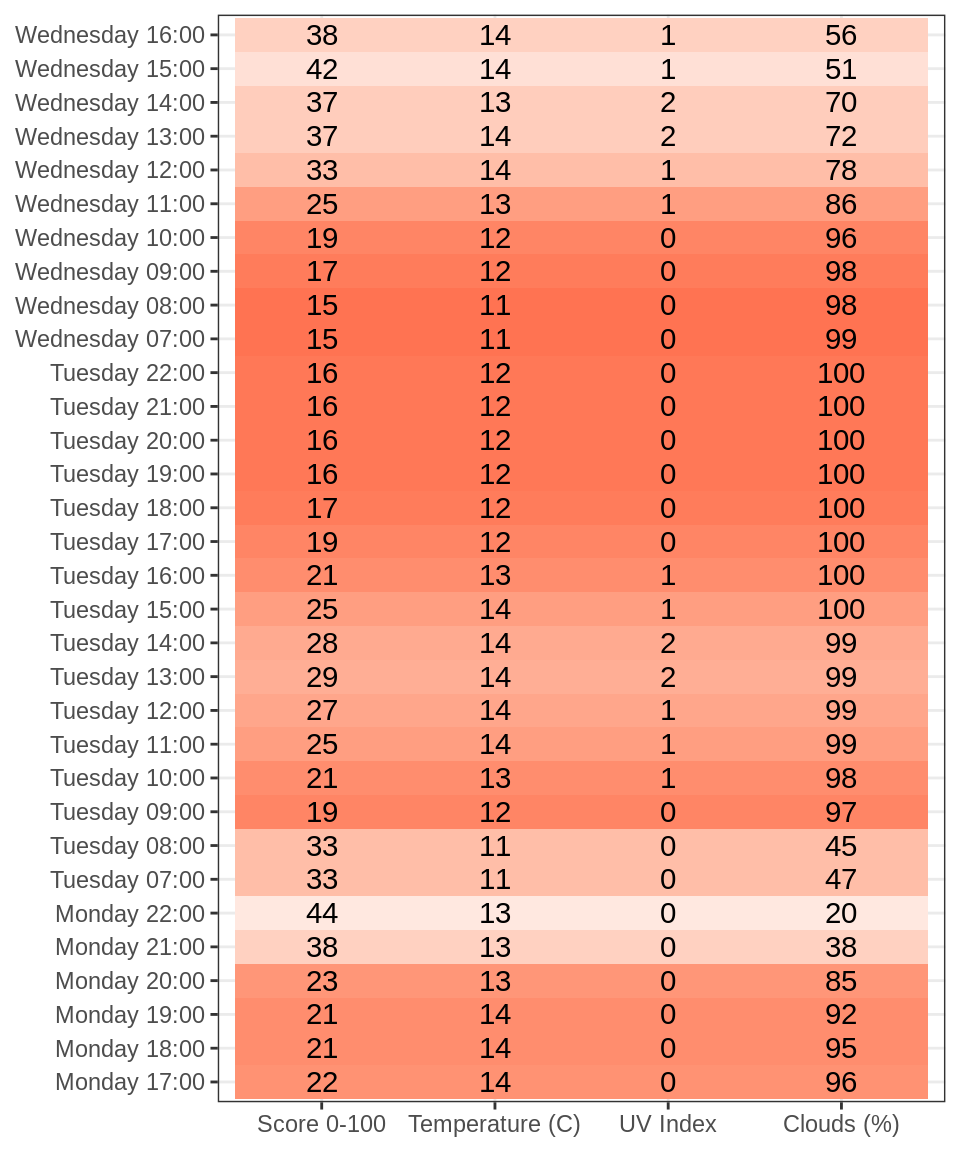 Wednesday 16:00 38 14 1 56
Wednesday 15:00 42 14 1 51
Wednesday 14:00 37 13 2 70
Wednesday 13:00 37 14 2 72
Wednesday 12:00 33 14 1 78
Wednesday 11:00 25 13 1 86
Wednesday 10:00 19 12 0 96
Wednesday 09:00 17 12 0 98
Wednesday 08:00 15 11 0 98
Wednesday 07:00 15 11 0 99
Tuesday 22:00 16 12 0 100
Tuesday 21:00 16 12 0 100
Tuesday 20:00 16 12 0 100
Tuesday 19:00 16 12 0 100
Tuesday 18:00 17 12 0 100
Tuesday 17:00 19 12 0 100
Tuesday 16:00 21 13 1 100
Tuesday 15:00 25 14 1 100
Tuesday 14:00 28 14 2 99
Tuesday 13:00 29 14 2 99
Tuesday 12:00 27 14 1 99
Tuesday 11:00 25 14 1 99
Tuesday 10:00 21 13 1 98
Tuesday 09:00 19 12 0 97
Tuesday 08:00 33 11 0 45
Tuesday 07:00 33 11 0 47
Monday 22:00 44 13 0 20
Monday 21:00 38 13 0 38
Monday 20:00 23 13 0 85
Monday 19:00 21 14 0 92
Monday 18:00 21 14 0 95
Monday 17:00 22 14 0 96
Score 0-100 Temperature (C) UV Index Clouds (%)